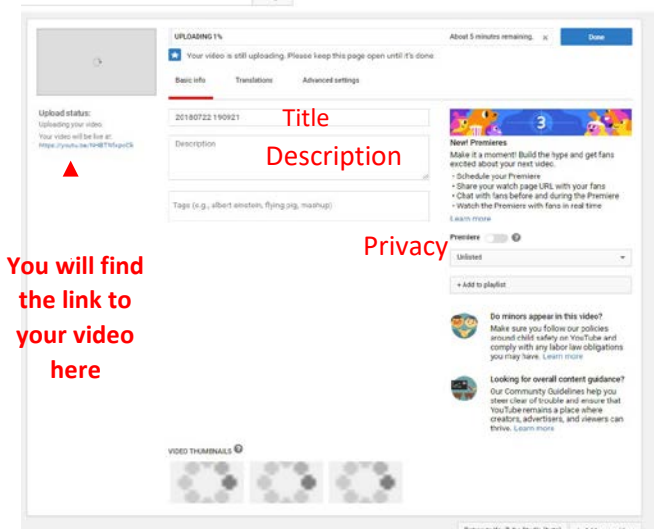 UPLOADING 1%
About 5 minutes remaining. x
Done
Your video is still uploading. Please keep this page open until it's done.
Basic info Translations Advanced settings
Upload status:
Uploading your video.
Your video will be live at:
20180722 190921
Title
Description
Description
Tags (e.g., albert einstein, flying pig, mashup)
3
New! Premieres
Make it a moment! Build the hype and get fans
excited about your next video.
- Schedule your Premiere
- Share your watch page URL with your fans
- Chat with fans before and during the Premiere
- Watch the Premiere with fans in real time
Learn more
Premiere
Privacy
Unlisted
+ Add to playlist
You will find
the link to
your video
here
Do minors appear in this video?
Make sure you follow our policies
around child safety on YouTube and
comply with any labor law obligations
you may have. Learn more
Looking for overall content guidance?
Our Community Guidelines help you
steer clear of trouble and ensure that
YouTube remains a place where
creators, advertisers, and viewers can
thrive. Learn more
VIDEO THUMBNAILS